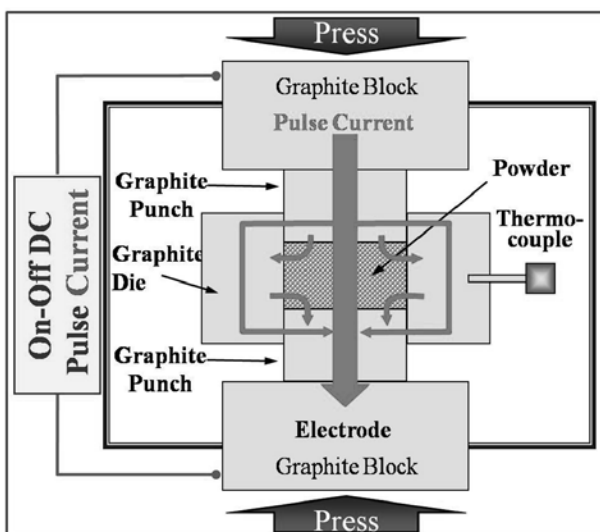 Press
Graphite Block
Pulse Current
Graphite
Punch
Powder
Thermo-
couple
Graphite
Die
On-Off DC
Pulse Current
Graphite
Punch
Electrode
Graphite Block
Press